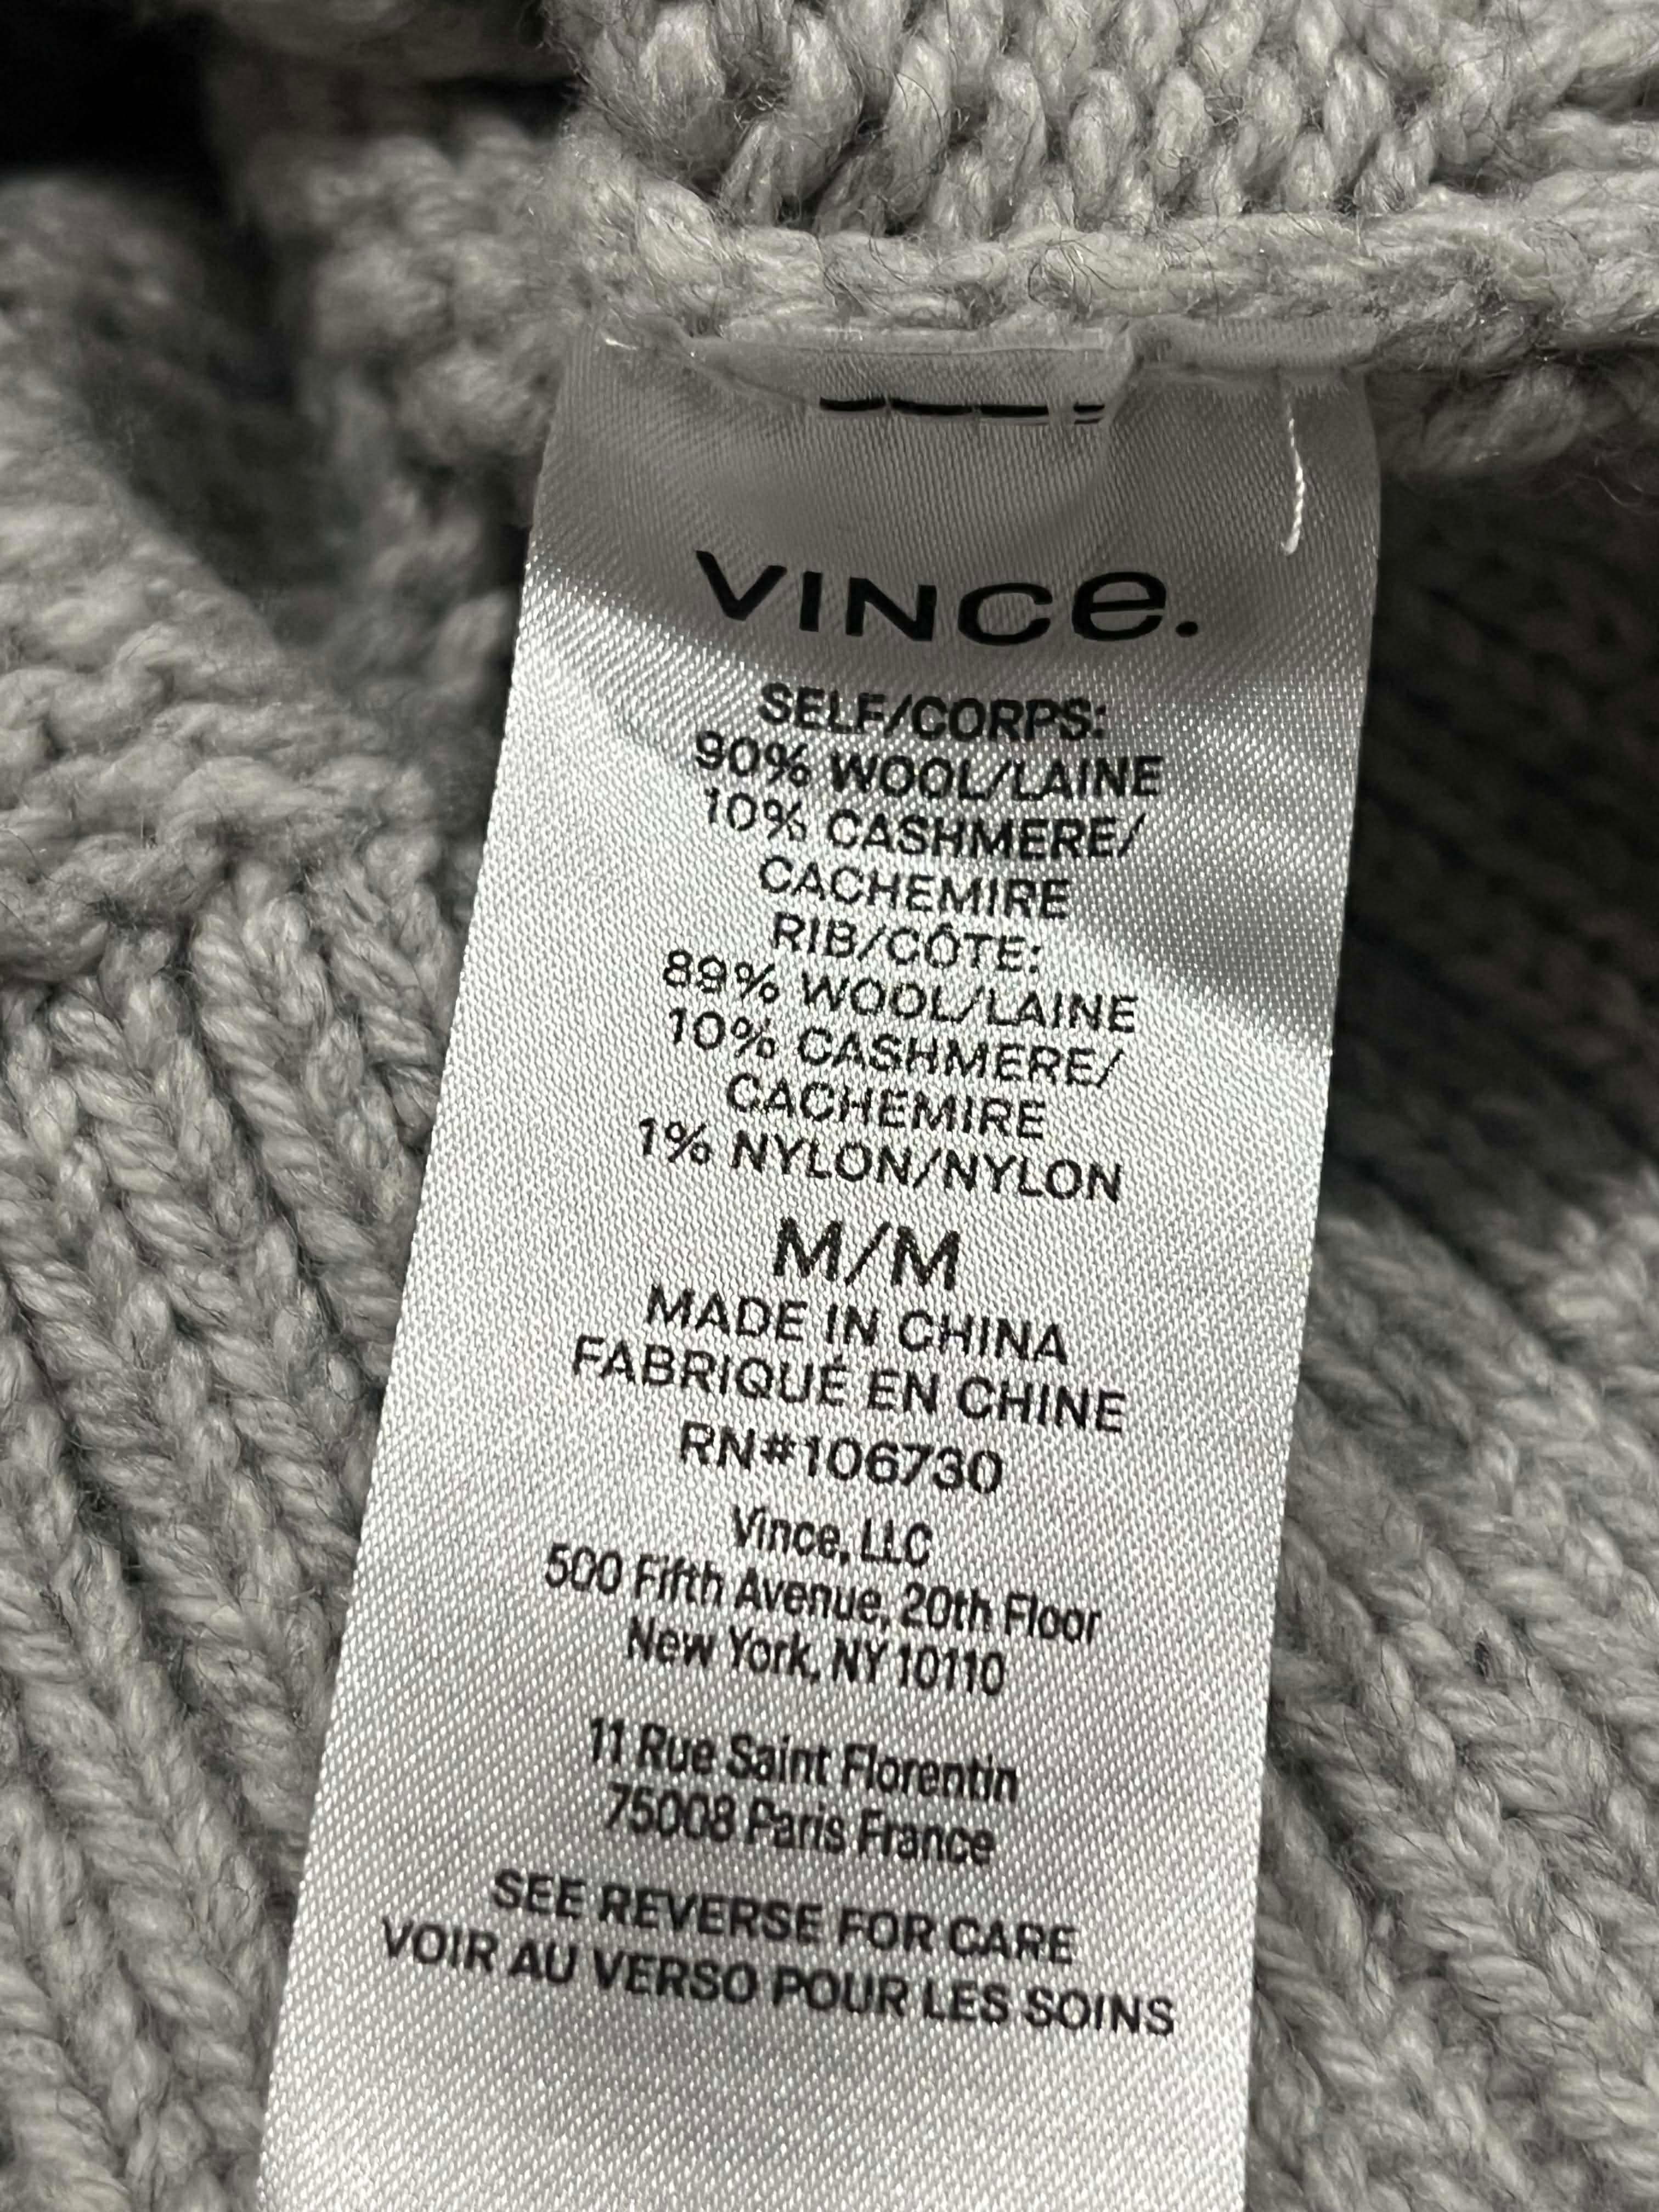 VINCe.
SELF/CORPS:
90% WOOL/LAINE
10% CASHMERE/
CACHEMIRE
RIB/CÔTE:
89% WOOL/LAINE
10% CASHMERE/
CACHEMIRE
1% NYLON/NYLON
M/M
MADE IN CHINA
FABRIQUÉ EN CHINE
RN#106730
Vince, LLC
500 Fifth Avenue, 20th Floor
New York, NY 10110
11 Rue Saint Florentin
75008 Paris France
SEE REVERSE FOR CARE
VOIR AU VERSO POUR LES SOINS